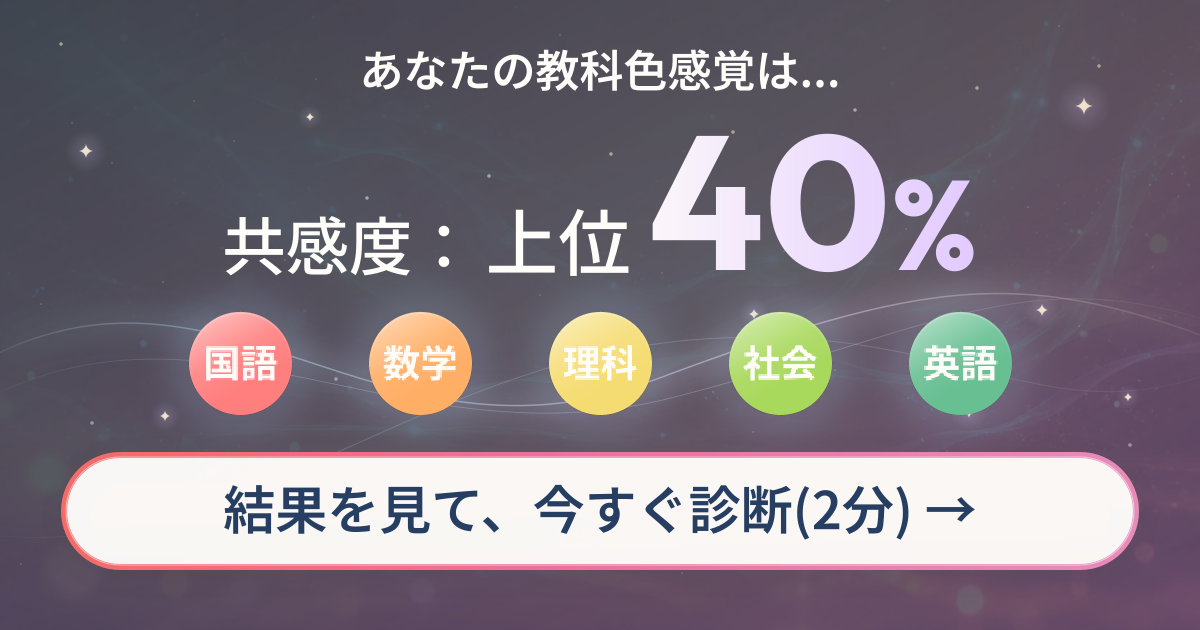 あなたの教科色感覚は...
共感度：上位 40%
国語 数学 理科 社会 英語
結果を見て、今すぐ診断(2分) →